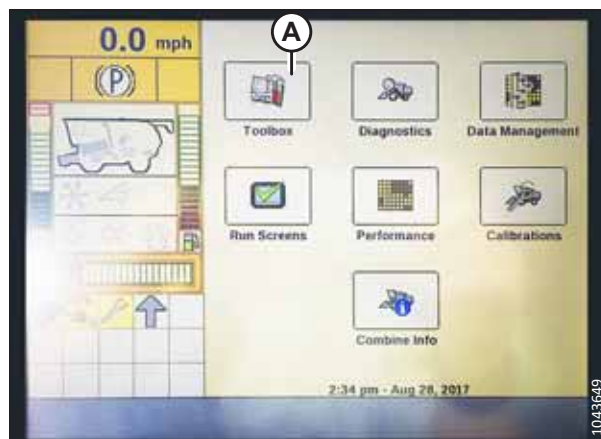 0.0 mph
A
(P)
Toolbox
Diagnostics
Data Management
Run Screens
Performance
Calibrations
Combine Info
2:34 pm - Aug 28, 2017
1043649